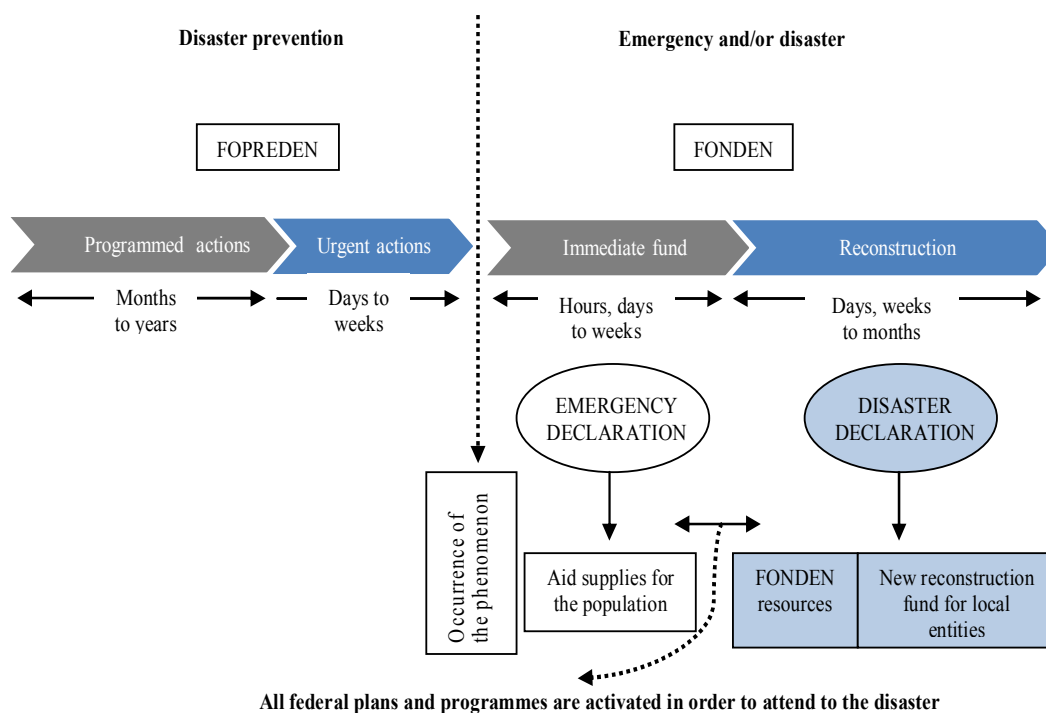 Disaster prevention
Emergency and/or disaster
FOPREDEN
FONDEN
Programmed actions
Urgent actions
Immediate fund
Reconstruction
Months
to years
Days to
weeks
Hours, days
to weeks
Days, weeks
to months
EMERGENCY
DECLARATION
DISASTER
DECLARATION
Occurrence of
the phenomenon
Aid supplies for
the population
FONDEN
resources
New reconstruction
fund for local
entities
All federal plans and programmes are activated in order to attend to the disaster